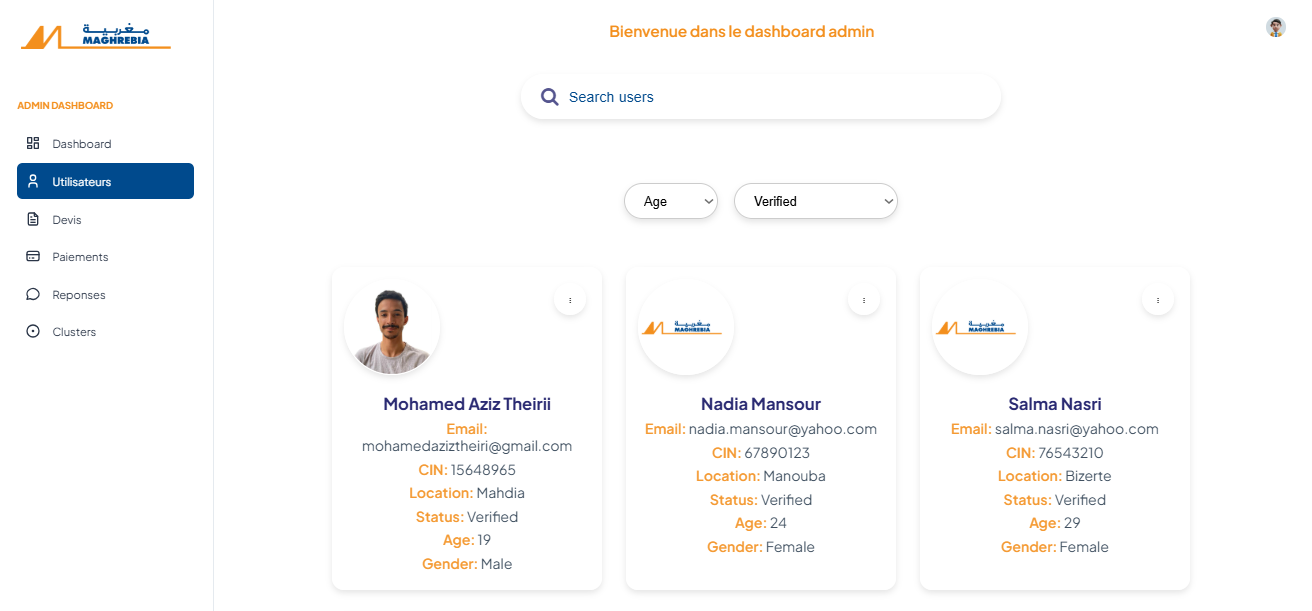 مغربية
MAGHREBIA
Bienvenue dans le dashboard admin
Search users
ADMIN DASHBOARD
Dashboard
Utilisateurs
Devis
Paiements
Reponses
Clusters
Age
Verified
Mohamed Aziz Theirii
Email:
mohamedaziztheiri@gmail.com
CIN: 15648965
Location: Mahdia
Status: Verified
Age: 19
Gender: Male
مغربية
MAGHREBIA
Nadia Mansour
Email: nadia.mansour@yahoo.com
CIN: 67890123
Location: Manouba
Status: Verified
Age: 24
Gender: Female
مغربية
MAGHREBIA
Salma Nasri
Email: salma.nasri@yahoo.com
CIN: 76543210
Location: Bizerte
Status: Verified
Age: 29
Gender: Female